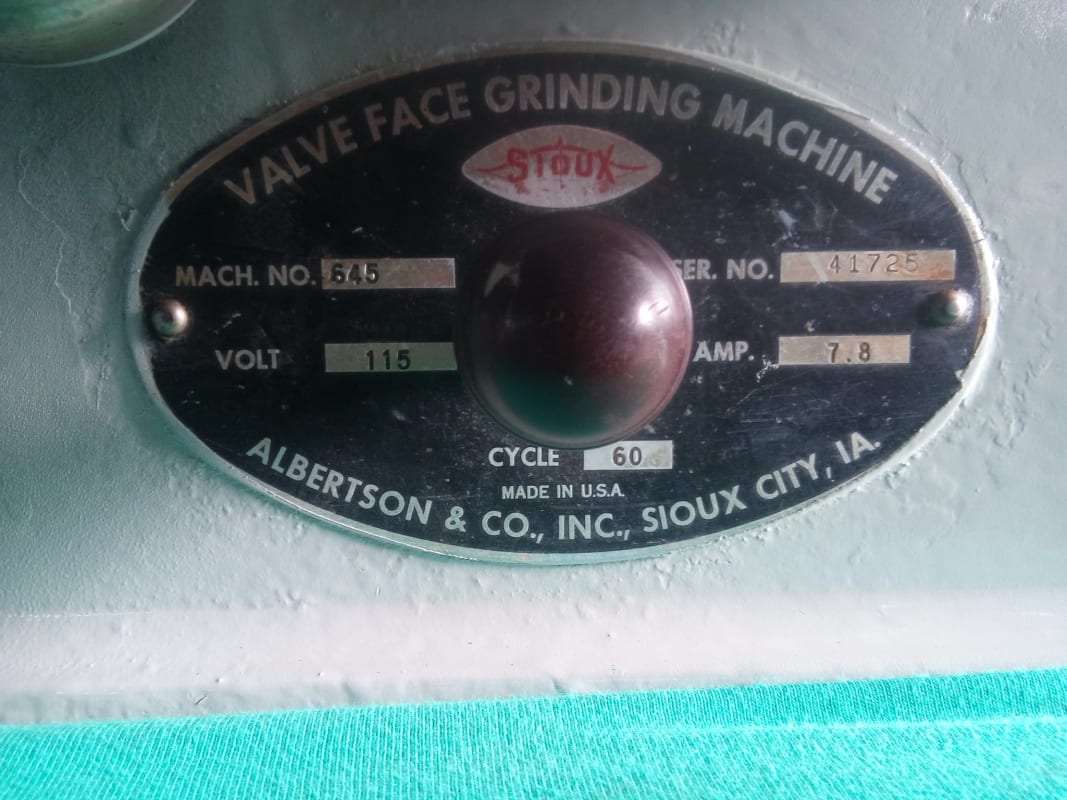 VALVE FACE GRINDING MACHINE
SIOUX
MACH. NO. 645
SER. NO. 41725
VOLT 115
AMP. 7.8
CYCLE 60
MADE IN U.S.A.
ALBERTSON & CO., INC., SIOUX CITY, IA.